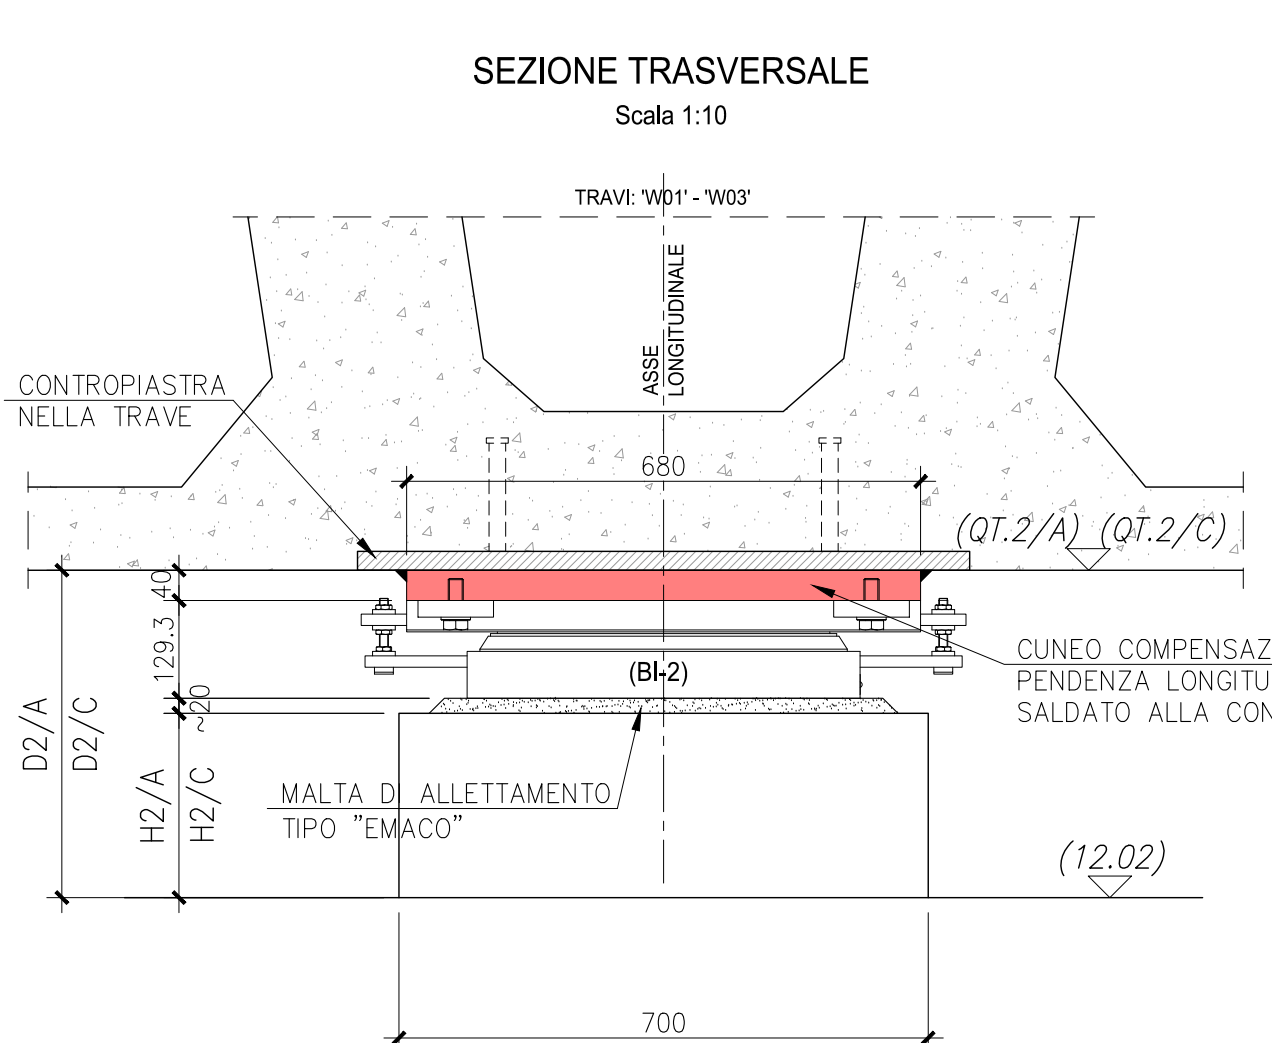 SEZIONE TRASVERSALE
Scala 1:10
TRAVI: 'W01' - 'W03'
ASSE
LONGITUDINALE
CONTROPIASTRA
NELLA TRAVE
680
(QT.2/A) (QT.2/C)
40
129.3
~20
D2/A
D2/C
H2/A
H2/C
(BI-2)
CUNEO COMPENSAZ
PENDENZA LONGITU
SALDATO ALLA CON
MALTA DI ALLETTAMENTO
TIPO "EMACO"
(12.02)
700